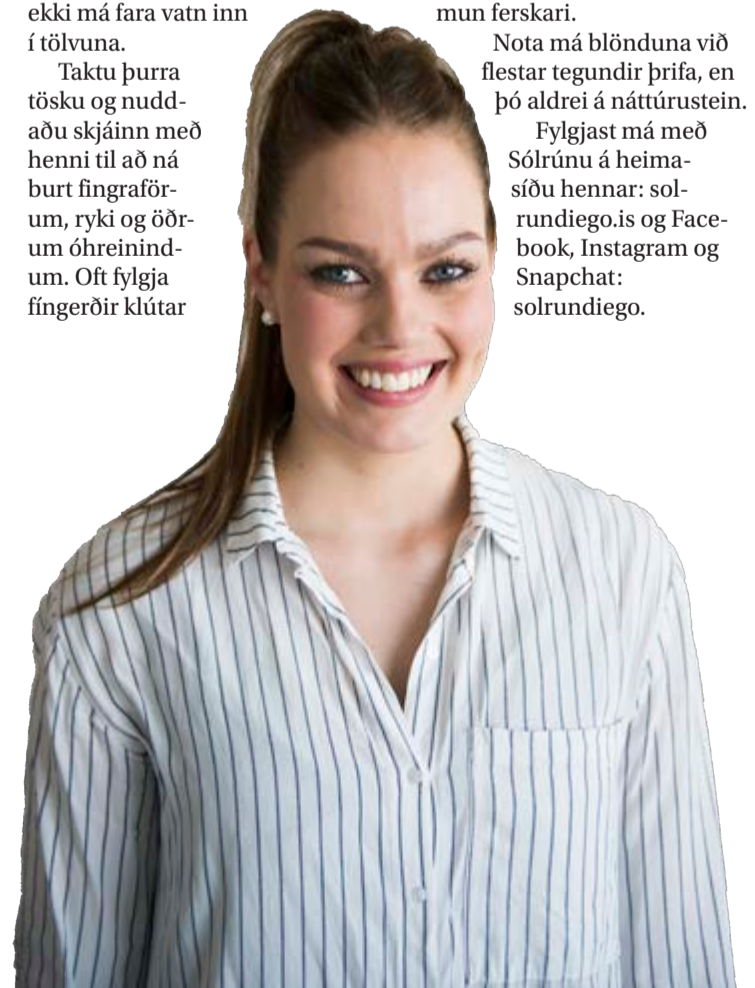 ekki má fara vatn inn
í tölvuna.
Taktu þurra
tösku og nudd-
aðu skjáinn með
henni til að ná
burt fingraför-
um, ryki og öðr-
um óhreinind-
um. Oft fylgja
fíngerðir klútar
mun ferskari.
Nota má blönduna við
flestar tegundir þrifa, en
þó aldrei á náttúrustein.
Fylgjast má með
Sólrúnu á heima-
síðu hennar: sol-
rundiego.is og Face-
book, Instagram og
Snapchat:
solrundiego.